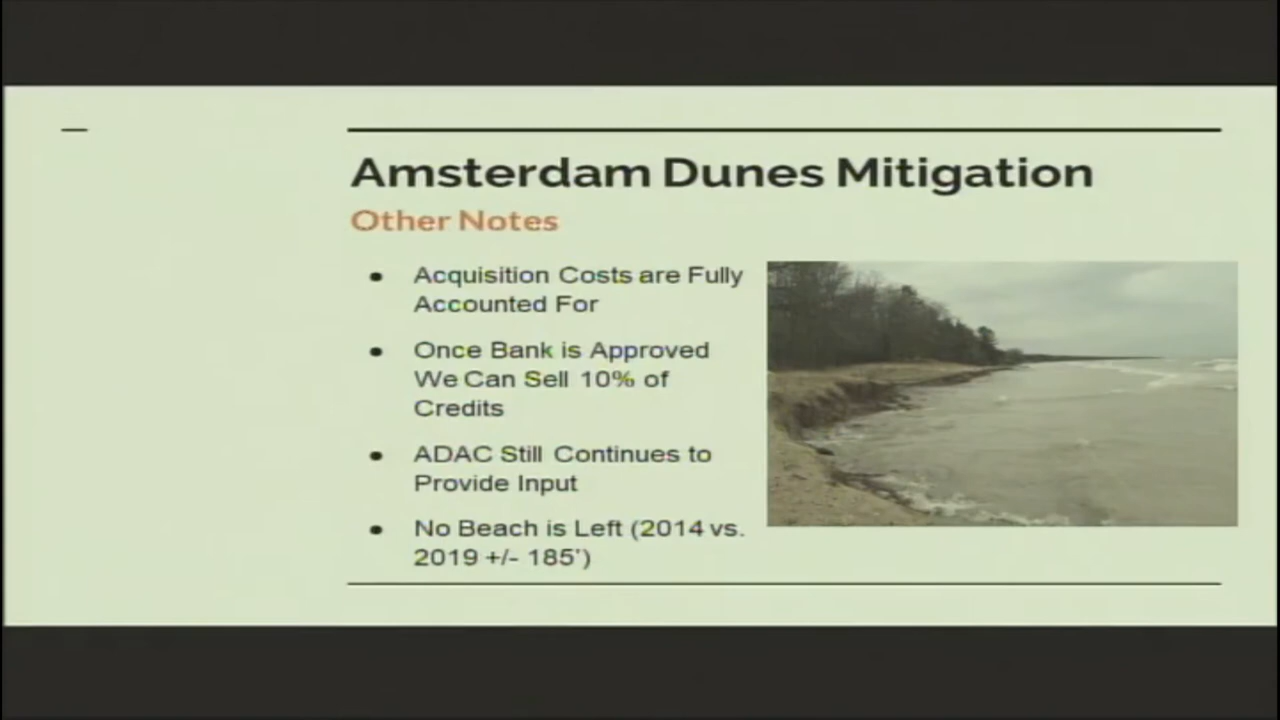 Amsterdam Dunes Mitigation
Other Notes
● Acquisition Costs are Fully
Accounted For
● Once Bank is Approved
We Can Sell 10% of
Credits
● ADAC Still Continues to
Provide Input
● No Beach is Left (2014 vs.
2019 +/- 185')